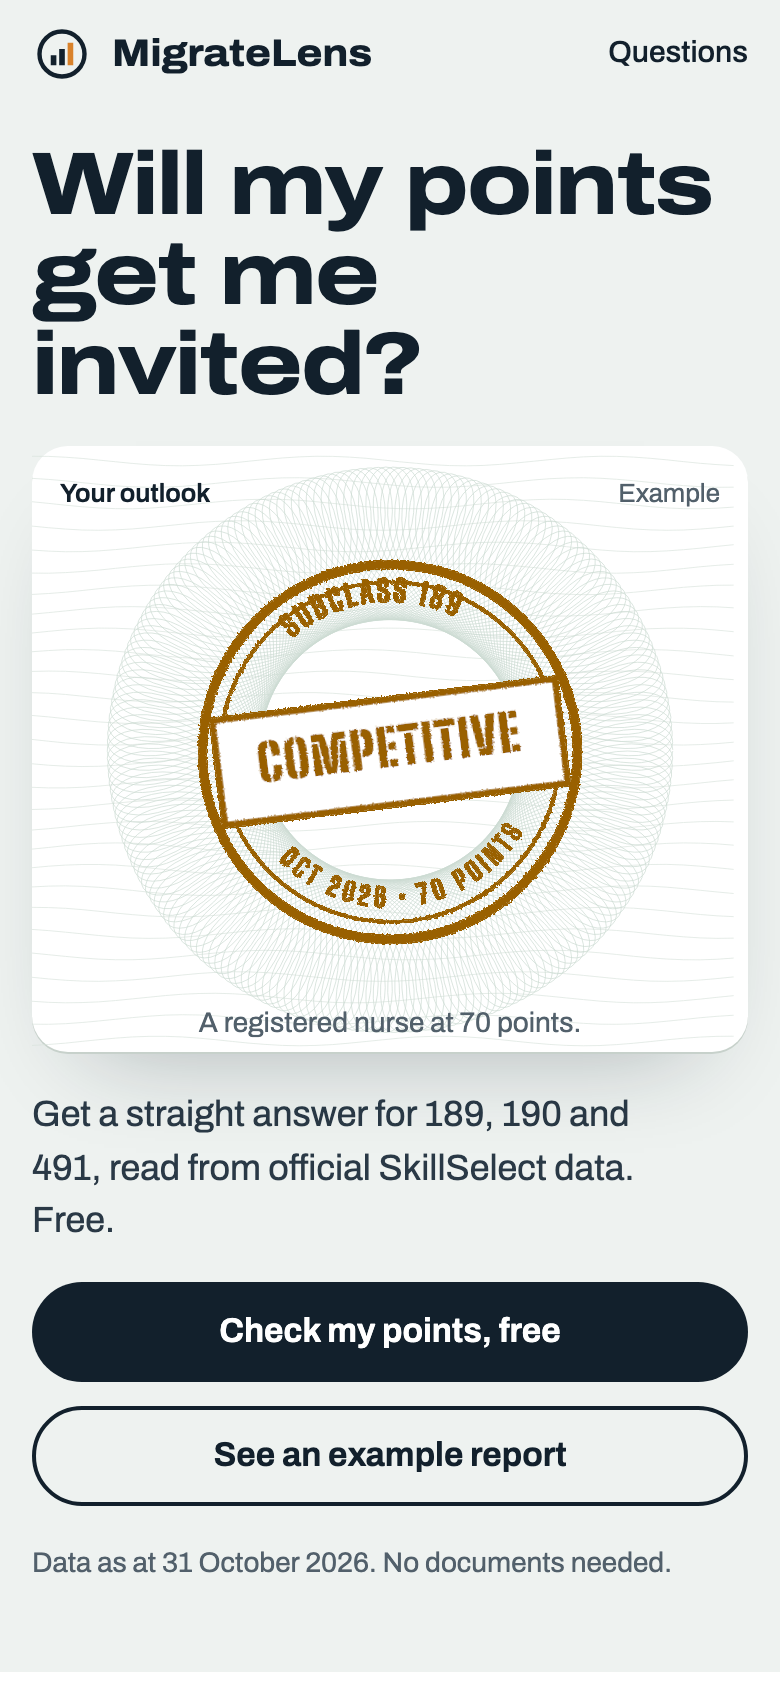 MigrateLens
Questions
Will my points
get me
invited?
Your outlook
Example
SUBCLASS 189
COMPETITIVE
OCT 2026 · 70 POINTS
A registered nurse at 70 points.
Get a straight answer for 189, 190 and
491, read from official SkillSelect data.
Free.
Check my points, free
See an example report
Data as at 31 October 2026. No documents needed.